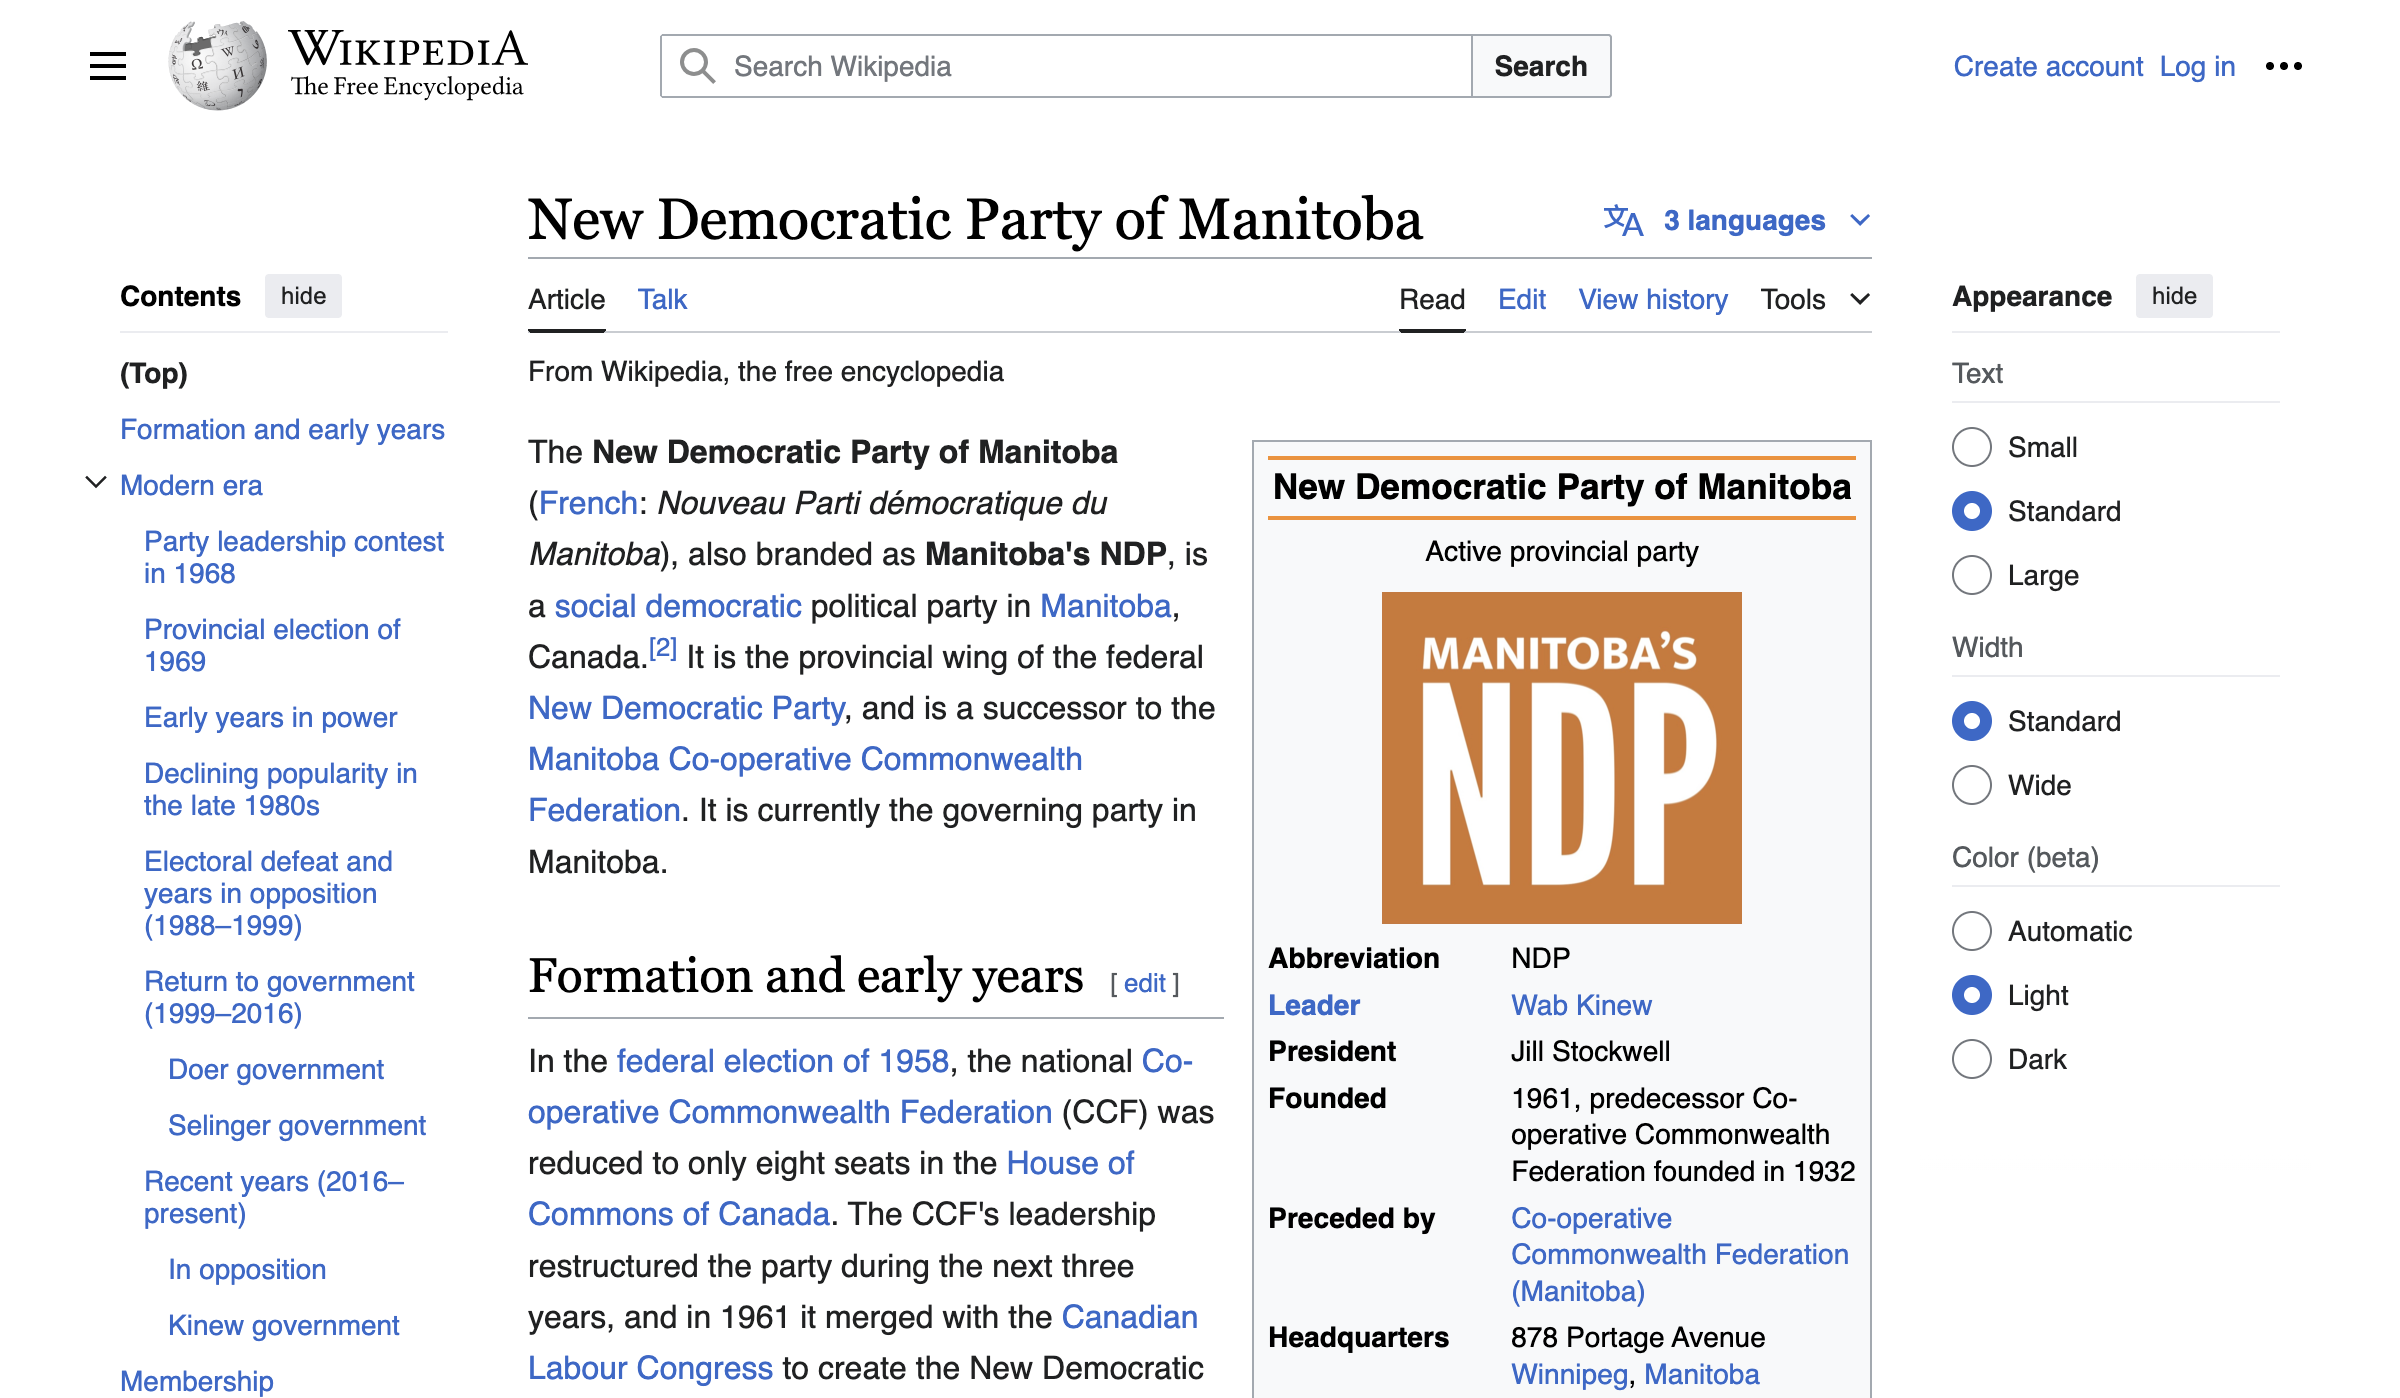 WIKIPEDIA
The Free Encyclopedia
Search Wikipedia
Search
Create account Log in
New Democratic Party of Manitoba
3 languages
Contents hide
(Top)
Formation and early years
Modern era
Party leadership contest
in 1968
Provincial election of
1969
Early years in power
Declining popularity in
the late 1980s
Electoral defeat and
years in opposition
(1988–1999)
Return to government
(1999–2016)
Doer government
Selinger government
Recent years (2016–
present)
In opposition
Kinew government
Membership
Article Talk
Read Edit View history Tools
From Wikipedia, the free encyclopedia
The New Democratic Party of Manitoba
(French: Nouveau Parti démocratique du
Manitoba), also branded as Manitoba's NDP, is
a social democratic political party in Manitoba,
Canada.[2] It is the provincial wing of the federal
New Democratic Party, and is a successor to the
Manitoba Co-operative Commonwealth
Federation. It is currently the governing party in
Manitoba.
Formation and early years [ edit ]
In the federal election of 1958, the national Co-
operative Commonwealth Federation (CCF) was
reduced to only eight seats in the House of
Commons of Canada. The CCF's leadership
restructured the party during the next three
years, and in 1961 it merged with the Canadian
Labour Congress to create the New Democratic
New Democratic Party of Manitoba
Active provincial party
MANITOBA'S
NDP
Abbreviation NDP
Leader Wab Kinew
President Jill Stockwell
Founded 1961, predecessor Co-
operative Commonwealth
Federation founded in 1932
Preceded by Co-operative
Commonwealth Federation
(Manitoba)
Headquarters 878 Portage Avenue
Winnipeg, Manitoba
Appearance hide
Text
Small
Standard
Large
Width
Standard
Wide
Color (beta)
Automatic
Light
Dark